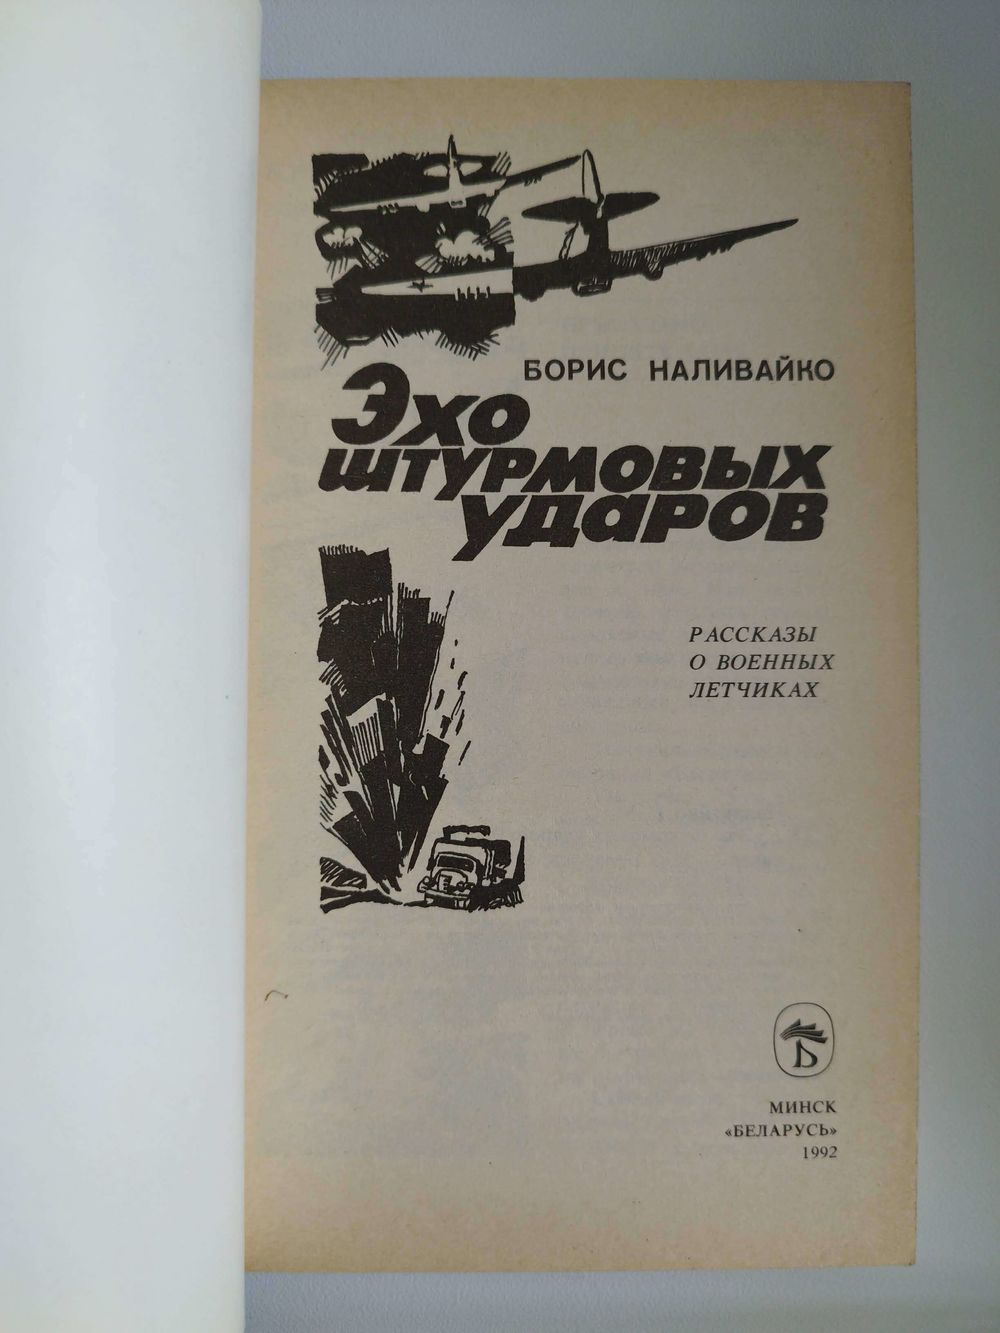 БОРИС НАЛИВАЙКО
Эхо
штурмовых
ударов
РАССКАЗЫ
О ВОЕННЫХ
ЛЕТЧИКАХ
Б
МИНСК
«БЕЛАРУСЬ»
1992